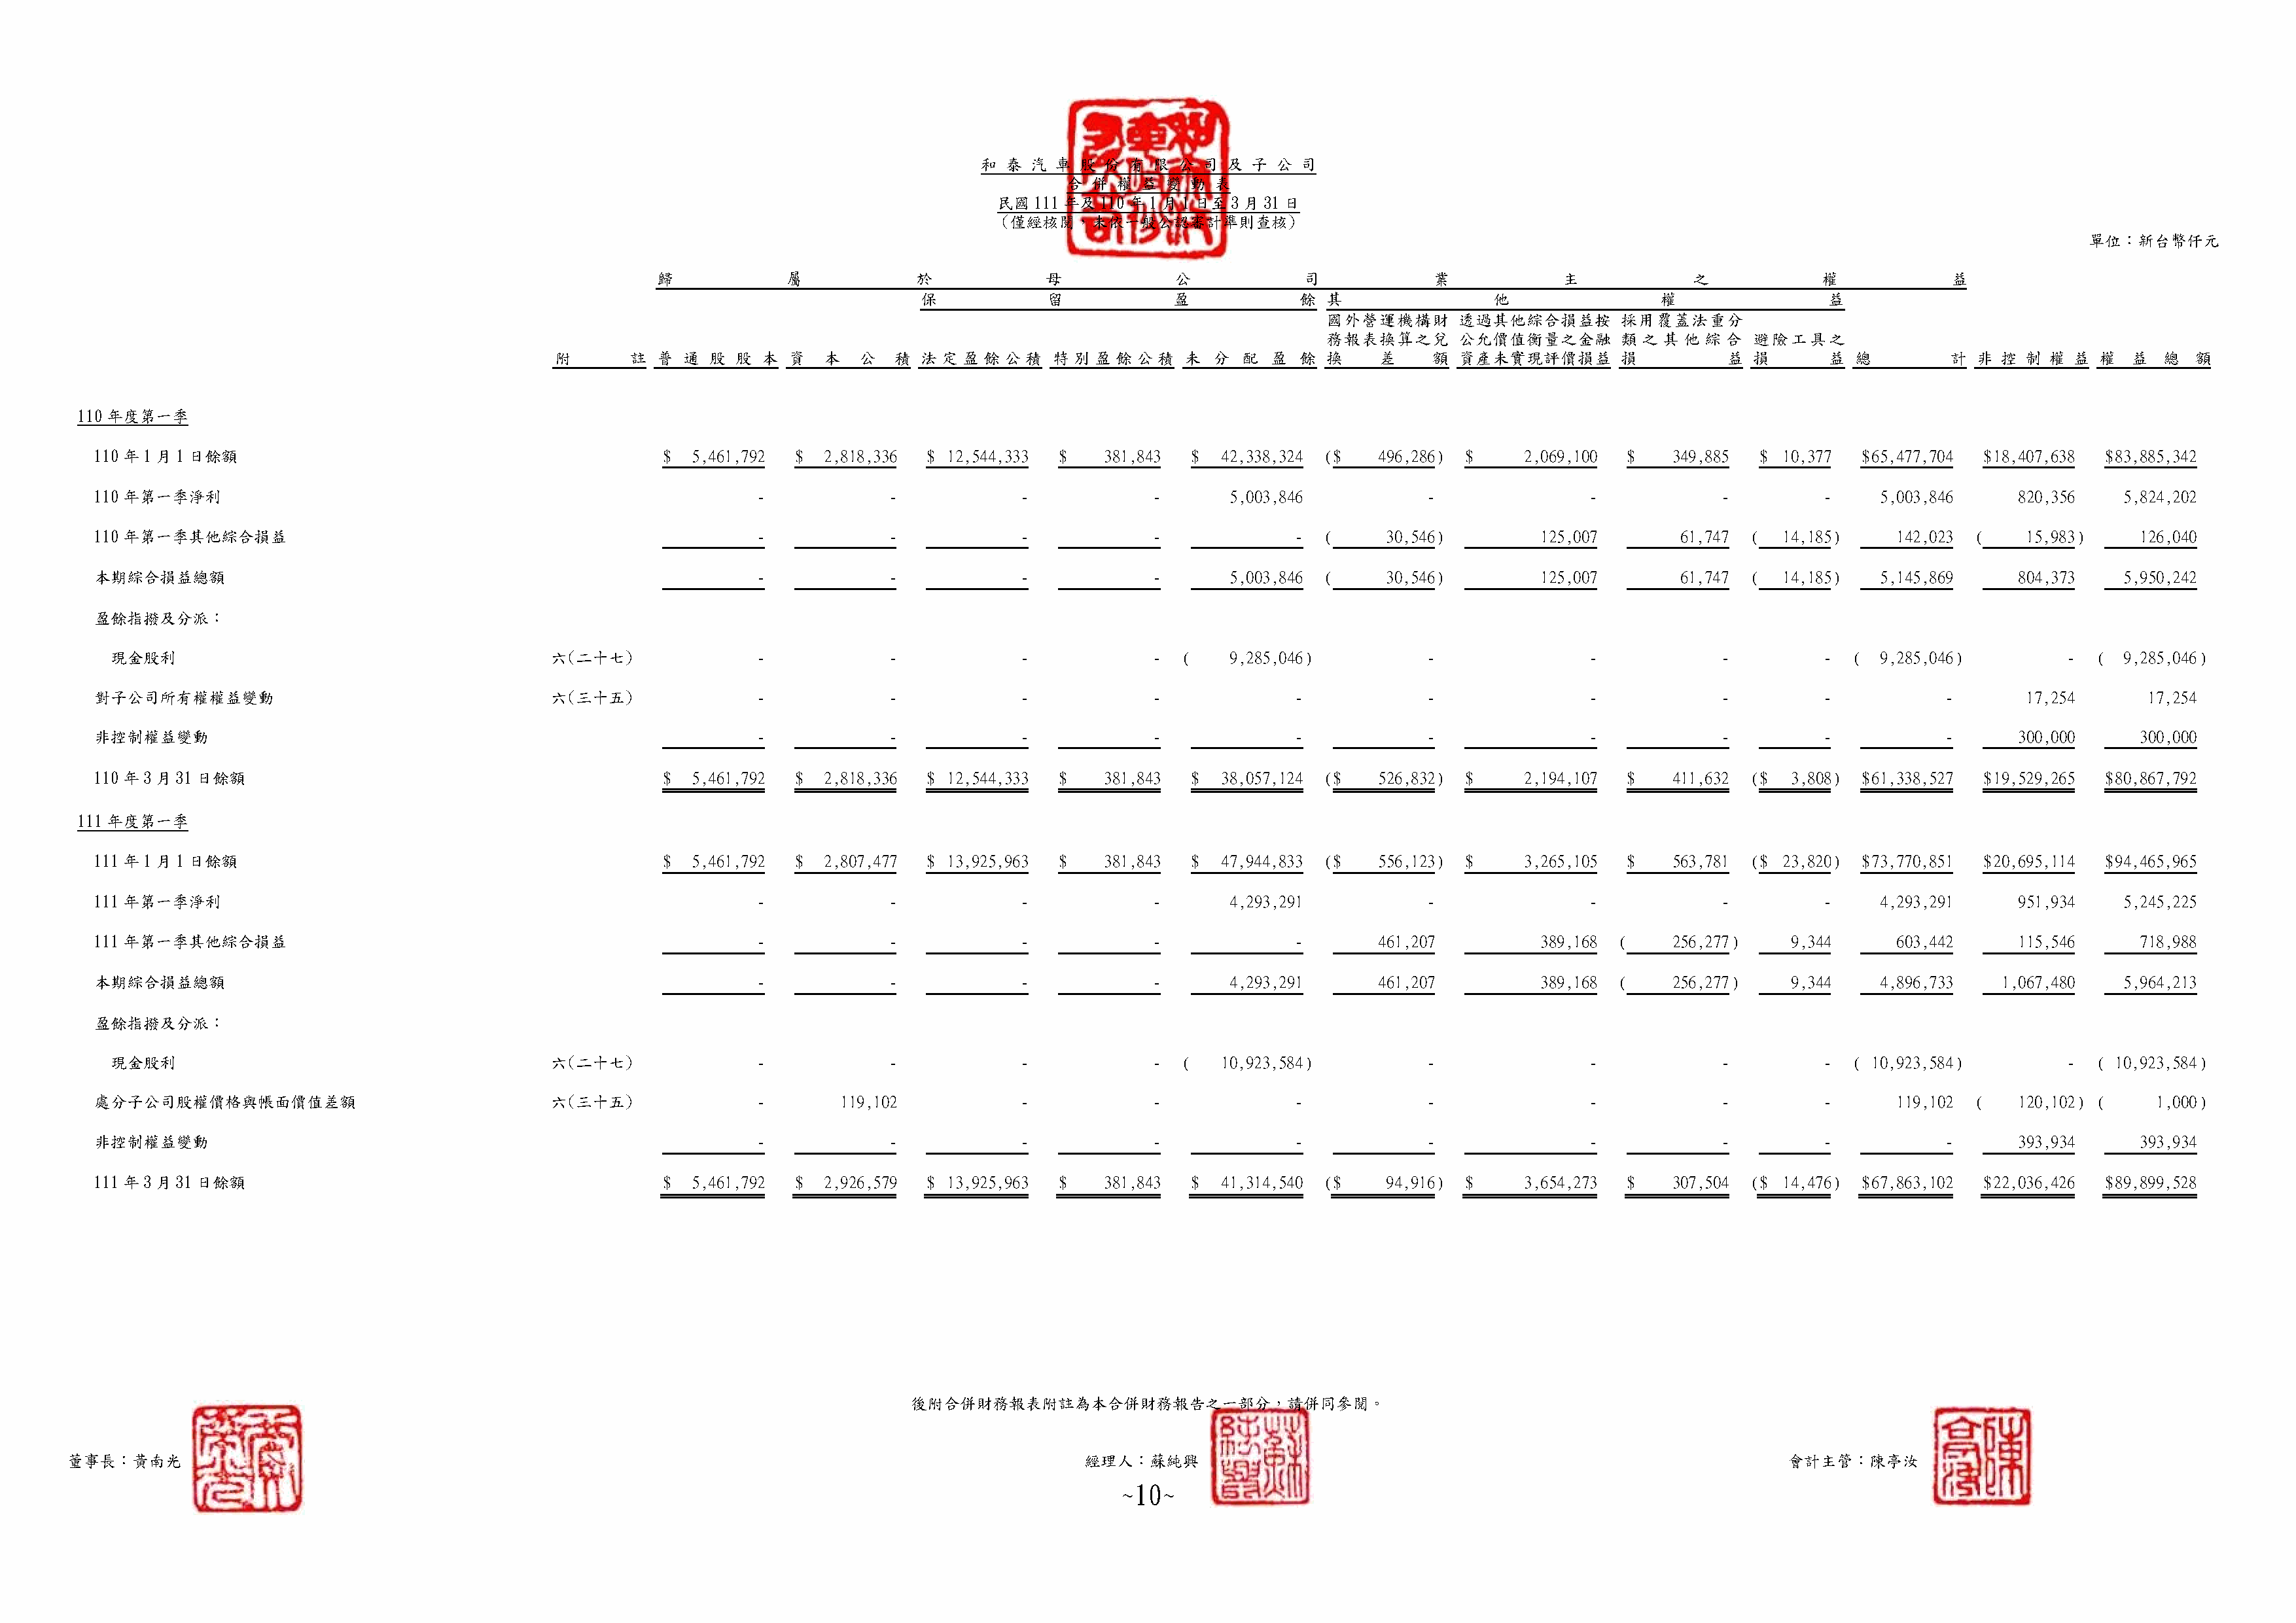 和泰汽車股份有限公司及子公司
合併權益變動表
民國111年及110年1月1日至3月31日
（僅經核閱，未依一般公認審計準則查核）
單位：新台幣仟元
歸屬於母公司業主之權益
保留盈餘 其他權益
國外營運機構財 透過其他綜合損益按 採用覆蓋法重分
務報表換算之兌 公允價值衡量之金融 類之其他綜合 避險工具之
附註 普通股股本 資本公積 法定盈餘公積 特別盈餘公積 未分配盈餘 換差額 資產未實現評價損益 損益 損益 總計 非控制權益 權益總額
110年度第一季
110年1月1日餘額 $ 5,461,792 $ 2,818,336 $ 12,544,333 $ 381,843 $ 42,338,324 ($ 496,286) $ 2,069,100 $ 349,885 $ 10,377 $65,477,704 $18,407,638 $83,885,342
110年第一季淨利 - - - - 5,003,846 - - - - 5,003,846 820,356 5,824,202
110年第一季其他綜合損益 - - - - - ( 30,546) 125,007 61,747 ( 14,185) 142,023 ( 15,983) 126,040
本期綜合損益總額 - - - - 5,003,846 ( 30,546) 125,007 61,747 ( 14,185) 5,145,869 804,373 5,950,242
盈餘指撥及分派：
現金股利 六(二十七) - - - - ( 9,285,046) - - - - ( 9,285,046) - ( 9,285,046)
對子公司所有權權益變動 六(三十五) - - - - - - - - - - 17,254 17,254
非控制權益變動 - - - - - - - - - - 300,000 300,000
110年3月31日餘額 $ 5,461,792 $ 2,818,336 $ 12,544,333 $ 381,843 $ 38,057,124 ($ 526,832) $ 2,194,107 $ 411,632 ($ 3,808) $61,338,527 $19,529,265 $80,867,792
111年度第一季
111年1月1日餘額 $ 5,461,792 $ 2,807,477 $ 13,925,963 $ 381,843 $ 47,944,833 ($ 556,123) $ 3,265,105 $ 563,781 ($ 23,820) $73,770,851 $20,695,114 $94,465,965
111年第一季淨利 - - - - 4,293,291 - - - - 4,293,291 951,934 5,245,225
111年第一季其他綜合損益 - - - - - 461,207 389,168 ( 256,277) 9,344 603,442 115,546 718,988
本期綜合損益總額 - - - - 4,293,291 461,207 389,168 ( 256,277) 9,344 4,896,733 1,067,480 5,964,213
盈餘指撥及分派：
現金股利 六(二十七) - - - - ( 10,923,584) - - - - ( 10,923,584) - ( 10,923,584)
處分子公司股權價格與帳面價值差額 六(三十五) - 119,102 - - - - - - - 119,102 ( 120,102) ( 1,000)
非控制權益變動 - - - - - - - - - - 393,934 393,934
111年3月31日餘額 $ 5,461,792 $ 2,926,579 $ 13,925,963 $ 381,843 $ 41,314,540 ($ 94,916) $ 3,654,273 $ 307,504 ($ 14,476) $67,863,102 $22,036,426 $89,899,528
後附合併財務報表附註為本合併財務報告之一部分，請併同參閱。
董事長：黃南光 經理人：蘇純興 會計主管：陳亭汝
~10~